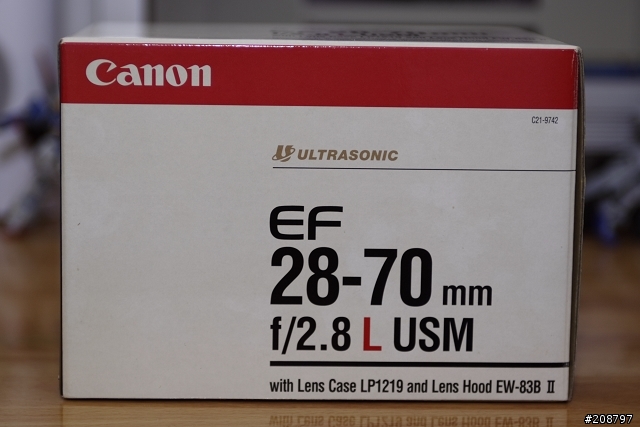 Canon
C21-9742
ULTRASONIC
EF
28-70 mm
f/2.8 L USM
with Lens Case LP1219 and Lens Hood EW-83B II
#208797